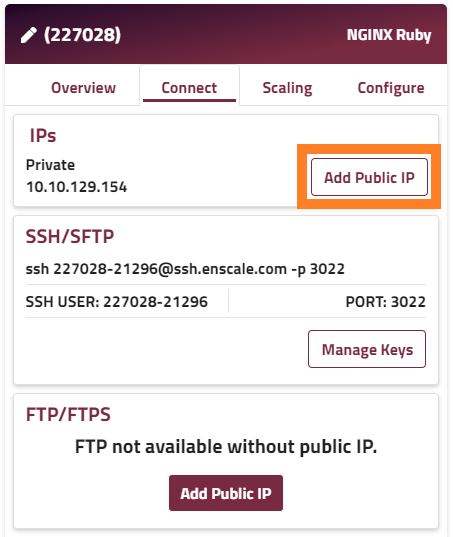 (227028) NGINX Ruby
Overview Connect Scaling Configure
IPs
Private
10.10.129.154
Add Public IP
SSH/SFTP
ssh 227028-21296@ssh.enscale.com -p 3022
SSH USER: 227028-21296 PORT: 3022
Manage Keys
FTP/FTPS
FTP not available without public IP.
Add Public IP